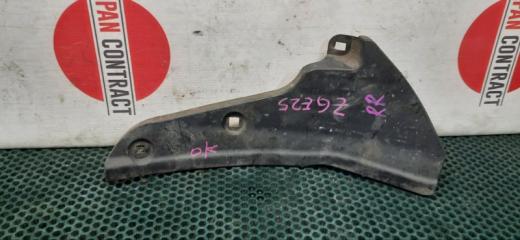 PAN
CONTRACT
JAPAN
CONTRACT
ZGE25
RR
OK